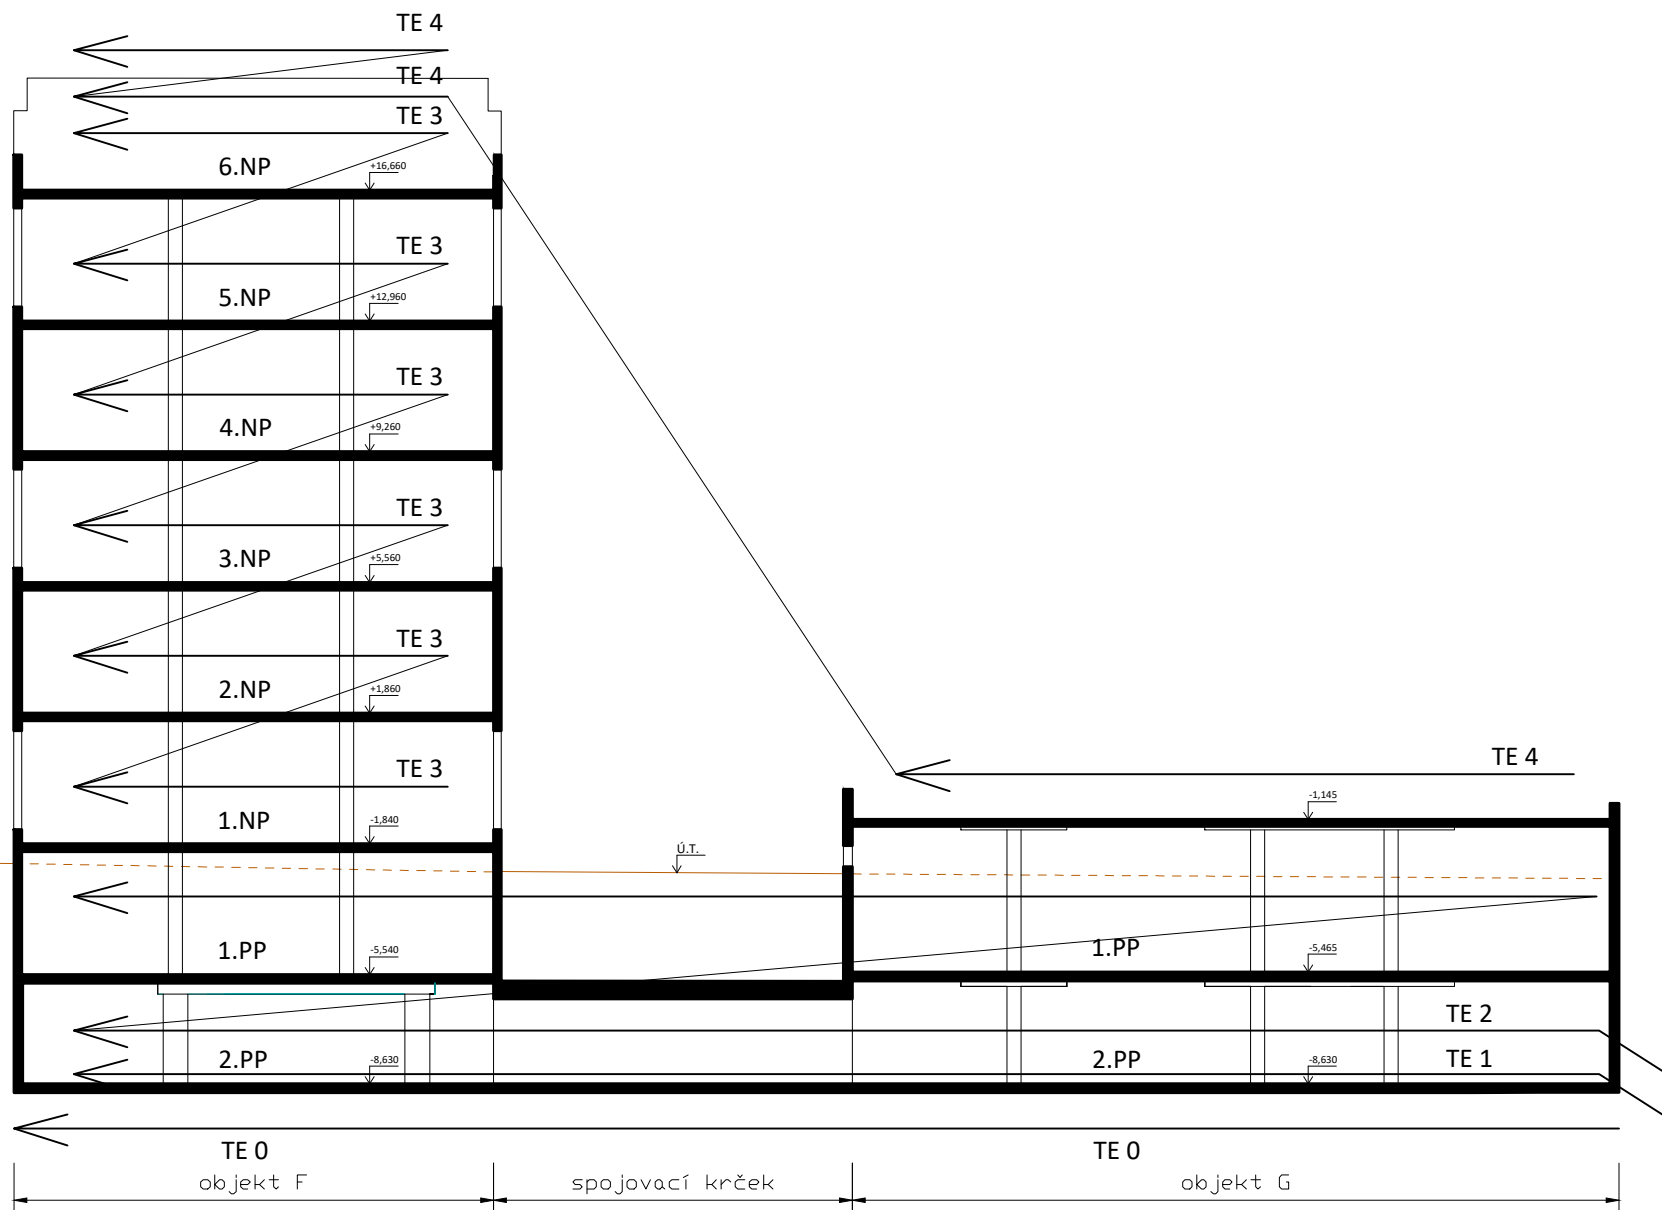 TE 4
TE 4
TE 3
6.NP
+16,660
TE 3
5.NP
+12,960
TE 3
4.NP
+9,260
TE 3
3.NP
+5,560
TE 3
2.NP
+1,860
TE 3
TE 4
1.NP
-1,840
-1,145
Ú.T.
1.PP
-5,540
1.PP
-5,465
TE 2
2.PP
-8,630
2.PP
-8,630
TE 1
TE 0
TE 0
objekt F
spojovací krček
objekt G